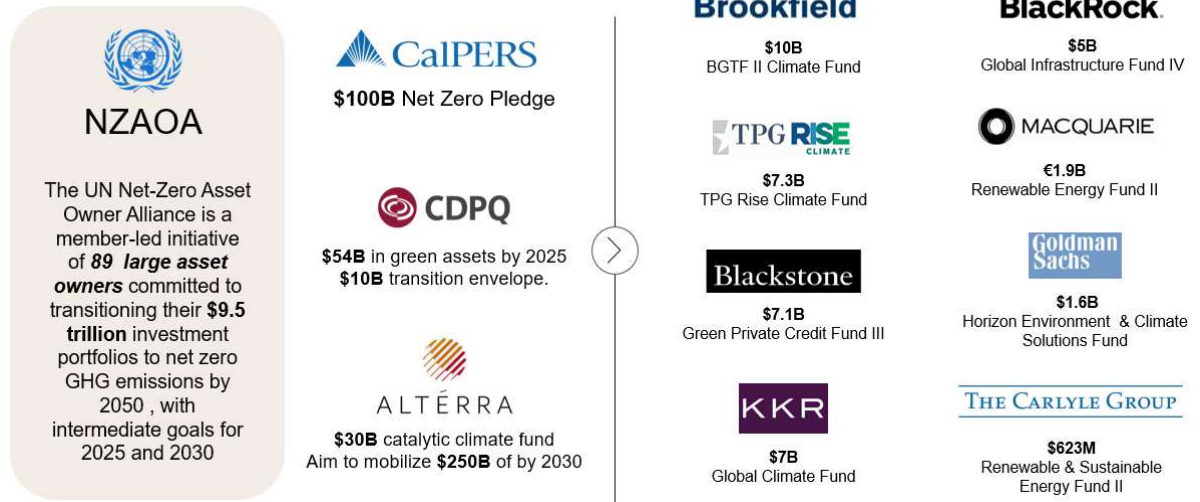 NZAOA
The UN Net-Zero Asset
Owner Alliance is a
member-led initiative
of 89 large asset
owners committed to
transitioning their $9.5
trillion investment
portfolios to net zero
GHG emissions by
2050 , with
intermediate goals for
2025 and 2030
CalPERS
$100B Net Zero Pledge
CDPQ
$54B in green assets by 2025
$10B transition envelope.
ALTÉRRA
$30B catalytic climate fund
Aim to mobilize $250B of by 2030
Brookfield
$10B
BGTF II Climate Fund
TPG RISE
CLIMATE
$7.3B
TPG Rise Climate Fund
Blackstone
$7.1B
Green Private Credit Fund III
KKR
$7B
Global Climate Fund
BlackRock.
$5B
Global Infrastructure Fund IV
MACQUARIE
€1.9B
Renewable Energy Fund II
Goldman
Sachs
$1.6B
Horizon Environment & Climate
Solutions Fund
THE CARLYLE GROUP
$623M
Renewable & Sustainable
Energy Fund II